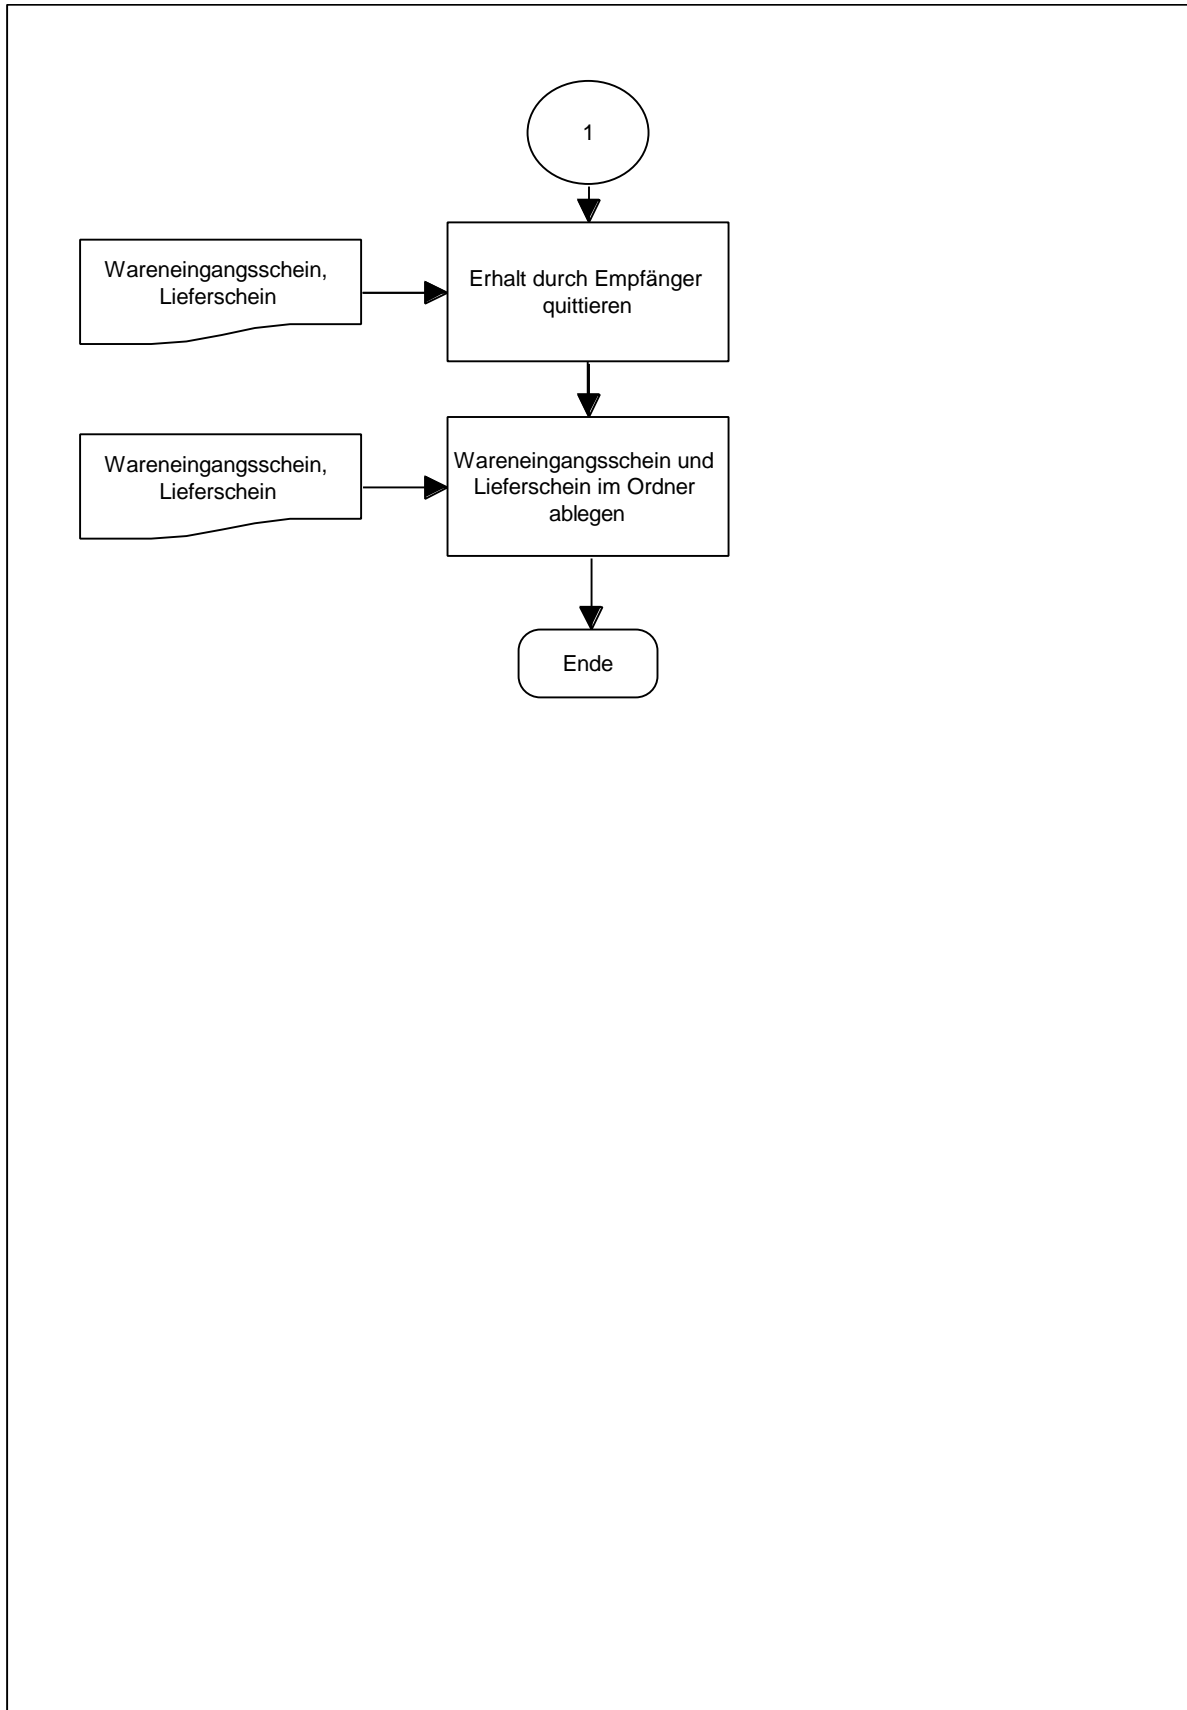 1
Wareneingangsschein,
Lieferschein
Erhalt durch Empfänger
quittieren
Wareneingangsschein,
Lieferschein
Wareneingangsschein und
Lieferschein im Ordner
ablegen
Ende